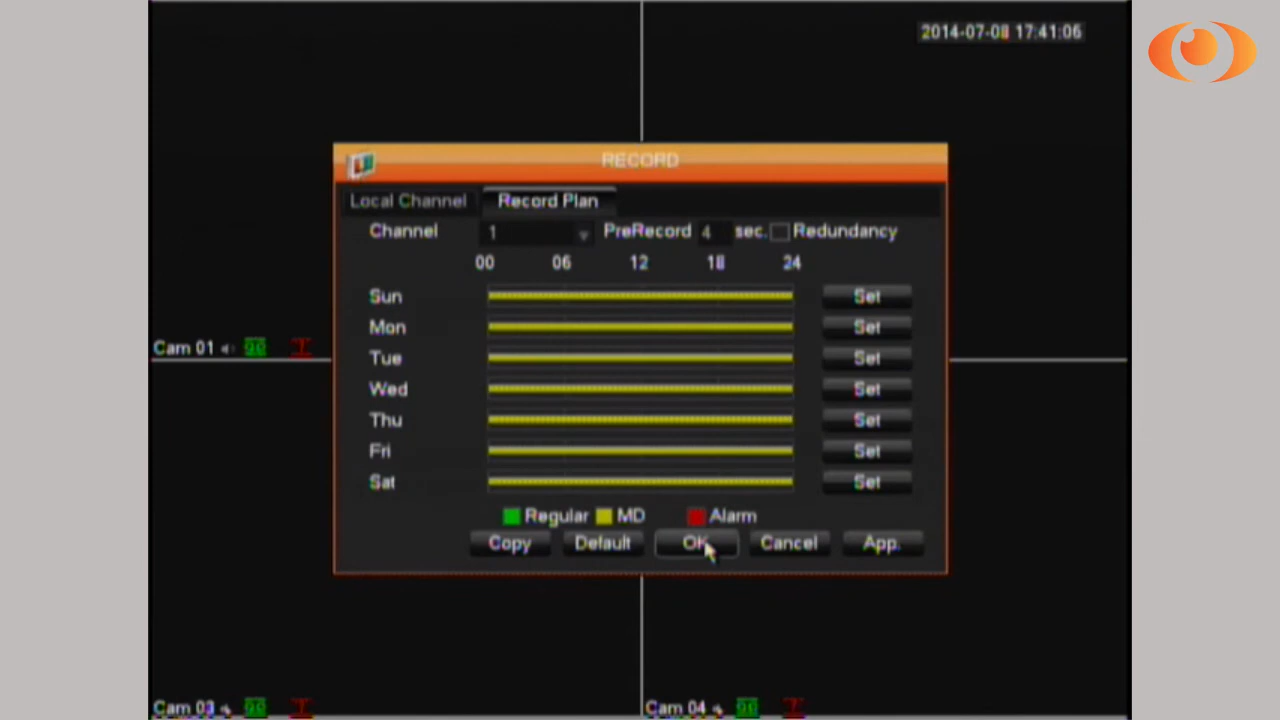 2014-07-08 17:41:06
RECORD
Local Channel Record Plan
Channel 1 PreRecord 4 sec. Redundancy
00 06 12 18 24
Sun Set
Mon Set
Tue Set
Wed Set
Thu Set
Fri Set
Sat Set
Regular MD Alarm
Copy Default OK Cancel App.
Cam 01
Cam 03 Cam 04